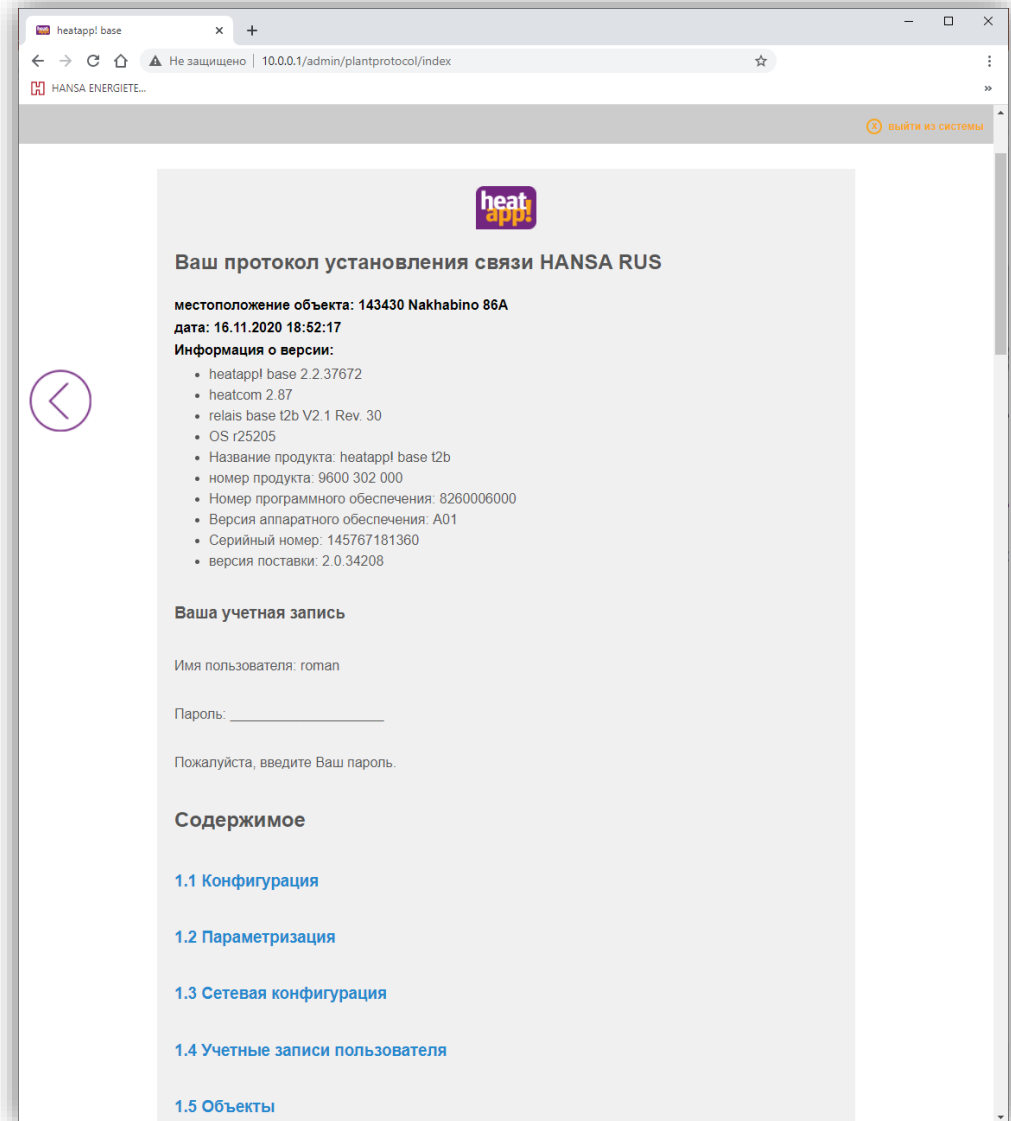 heatapp! base
Не защищено | 10.0.0.1/admin/plantprotocol/index
HANSA ENERGIETE...
выйти из системы
heat
app!
Ваш протокол установления связи HANSA RUS
местоположение объекта: 143430 Nakhabino 86A
дата: 16.11.2020 18:52:17
Информация о версии:
• heatapp! base 2.2.37672
• heatcom 2.87
• relais base t2b V2.1 Rev. 30
• OS r25205
• Название продукта: heatapp! base t2b
• номер продукта: 9600 302 000
• Номер программного обеспечения: 8260006000
• Версия аппаратного обеспечения: A01
• Серийный номер: 145767181360
• версия поставки: 2.0.34208
Ваша учетная запись
Имя пользователя: roman
Пароль: ____________________
Пожалуйста, введите Ваш пароль.
Содержимое
1.1 Конфигурация
1.2 Параметризация
1.3 Сетевая конфигурация
1.4 Учетные записи пользователя
1.5 Объекты